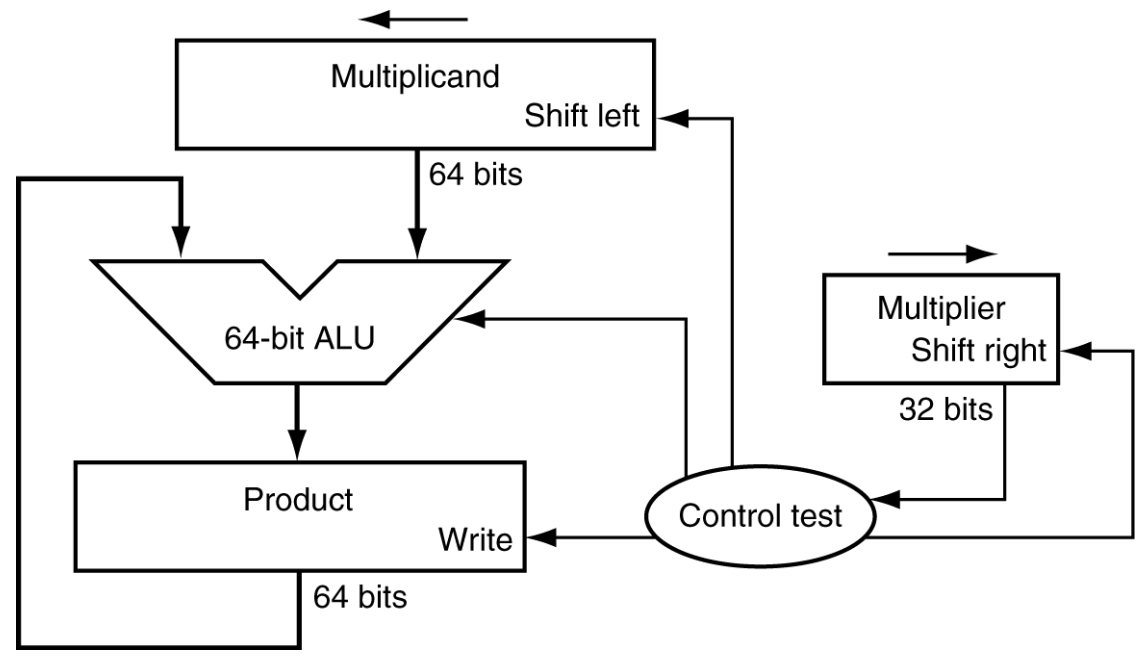 Multiplicand
Shift left
64 bits
64-bit ALU
Multiplier
Shift right
32 bits
Product
Write
Control test
64 bits